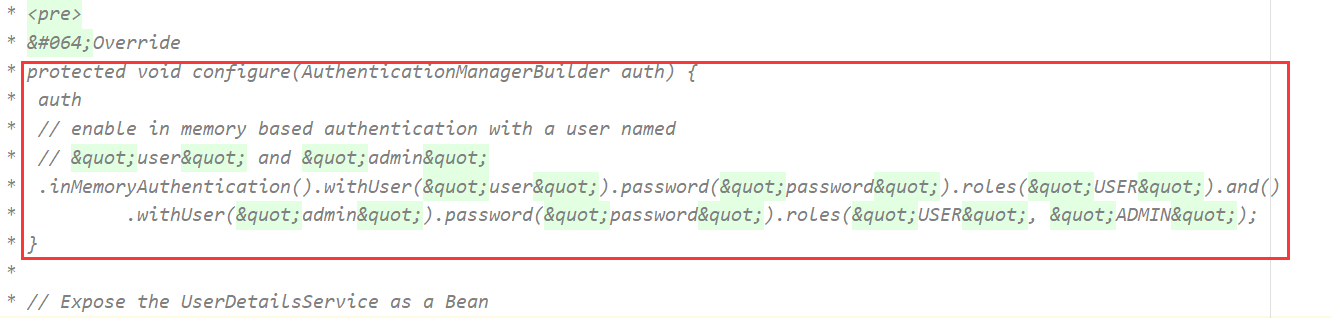 * <pre>
* &#064;Override
* protected void configure(AuthenticationManagerBuilder auth) {
*  auth
*  // enable in memory based authentication with a user named
*  // &quot;user&quot; and &quot;admin&quot;
*  .inMemoryAuthentication().withUser(&quot;user&quot;).password(&quot;password&quot;).roles(&quot;USER&quot;).and()
*          .withUser(&quot;admin&quot;).password(&quot;password&quot;).roles(&quot;USER&quot;, &quot;ADMIN&quot;);
* }
*
* // Expose the UserDetailsService as a Bean